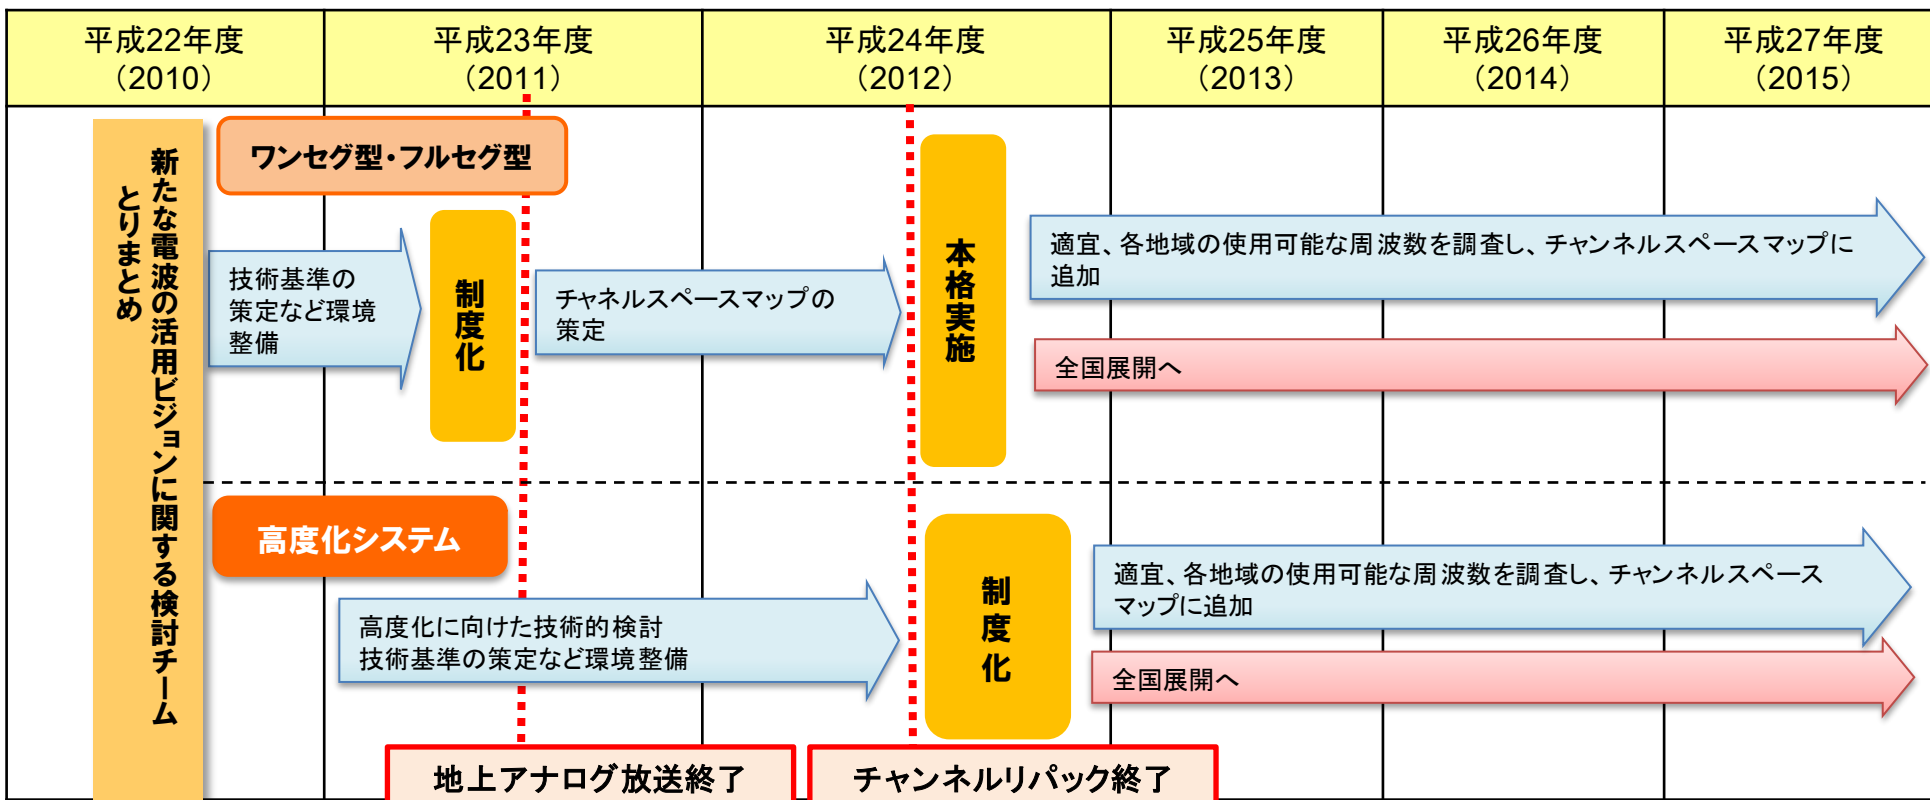 平成22年度
（2010）
平成23年度
（2011）
平成24年度
（2012）
平成25年度
（2013）
平成26年度
（2014）
平成27年度
（2015）
新たな電波の活用ビジョンに関する検討チーム
とりまとめ
ワンセグ型・フルセグ型
技術基準の
策定など環境
整備
制度化
チャネルスペースマップの
策定
本格実施
適宜、各地域の使用可能な周波数を調査し、チャンネルスペースマップに
追加
全国展開へ
高度化システム
高度化に向けた技術的検討
技術基準の策定など環境整備
制度化
適宜、各地域の使用可能な周波数を調査し、チャンネルスペース
マップに追加
全国展開へ
地上アナログ放送終了
チャンネルリパック終了